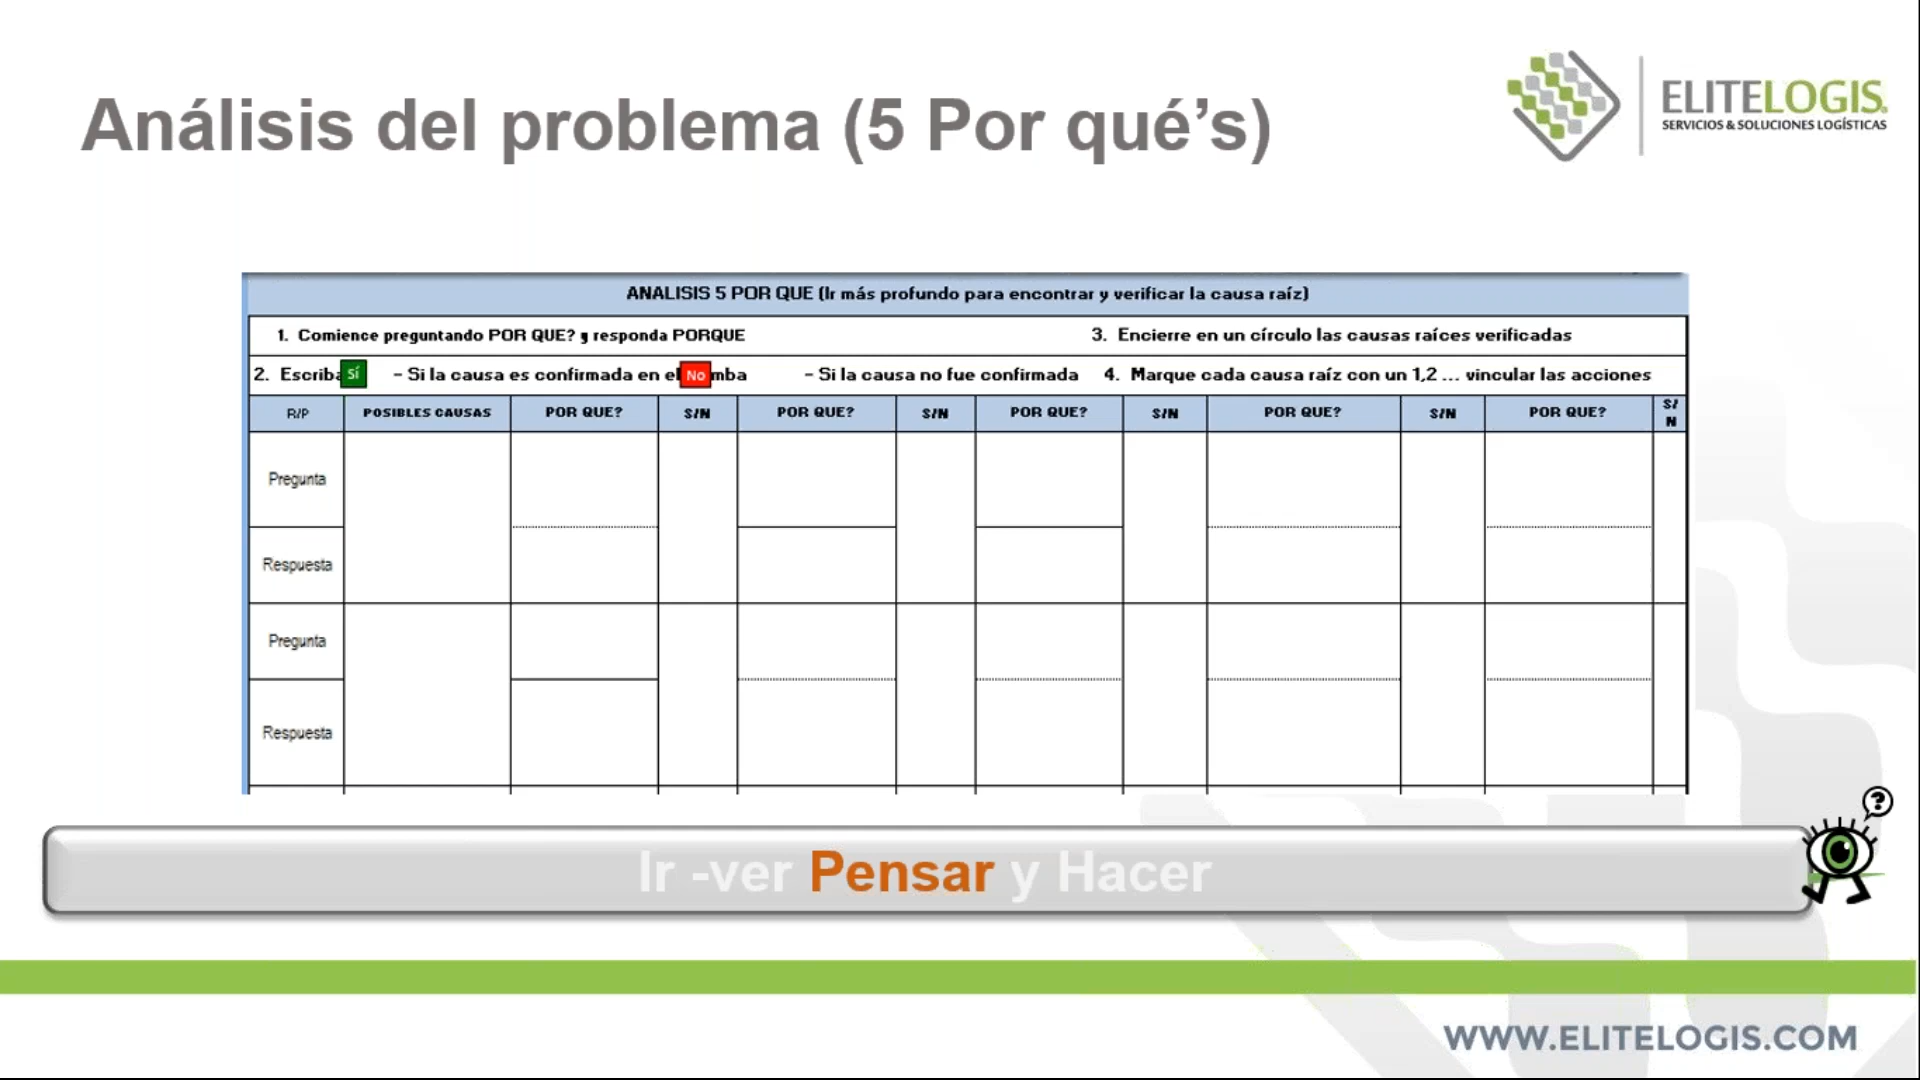 Análisis del problema (5 Por qué’s)
ELITELOGIS
SERVICIOS & SOLUCIONES LOGÍSTICAS
ANALISIS 5 POR QUE (Ir más profundo para encontrar y verificar la causa raíz)
1. Comience preguntando POR QUE? y responda PORQUE
3. Encierre en un círculo las causas raíces verificadas
2. Escriba Sí - Si la causa es confirmada en el No mba - Si la causa no fue confirmada 4. Marque cada causa raíz con un 1,2 ... vincular las acciones
R/P POSIBLES CAUSAS POR QUE? S/N POR QUE? S/N POR QUE? S/N POR QUE? S/N POR QUE? S/N
Pregunta
Respuesta
Pregunta
Respuesta
?
Ir -ver Pensar y Hacer
WWW.ELITELOGIS.COM